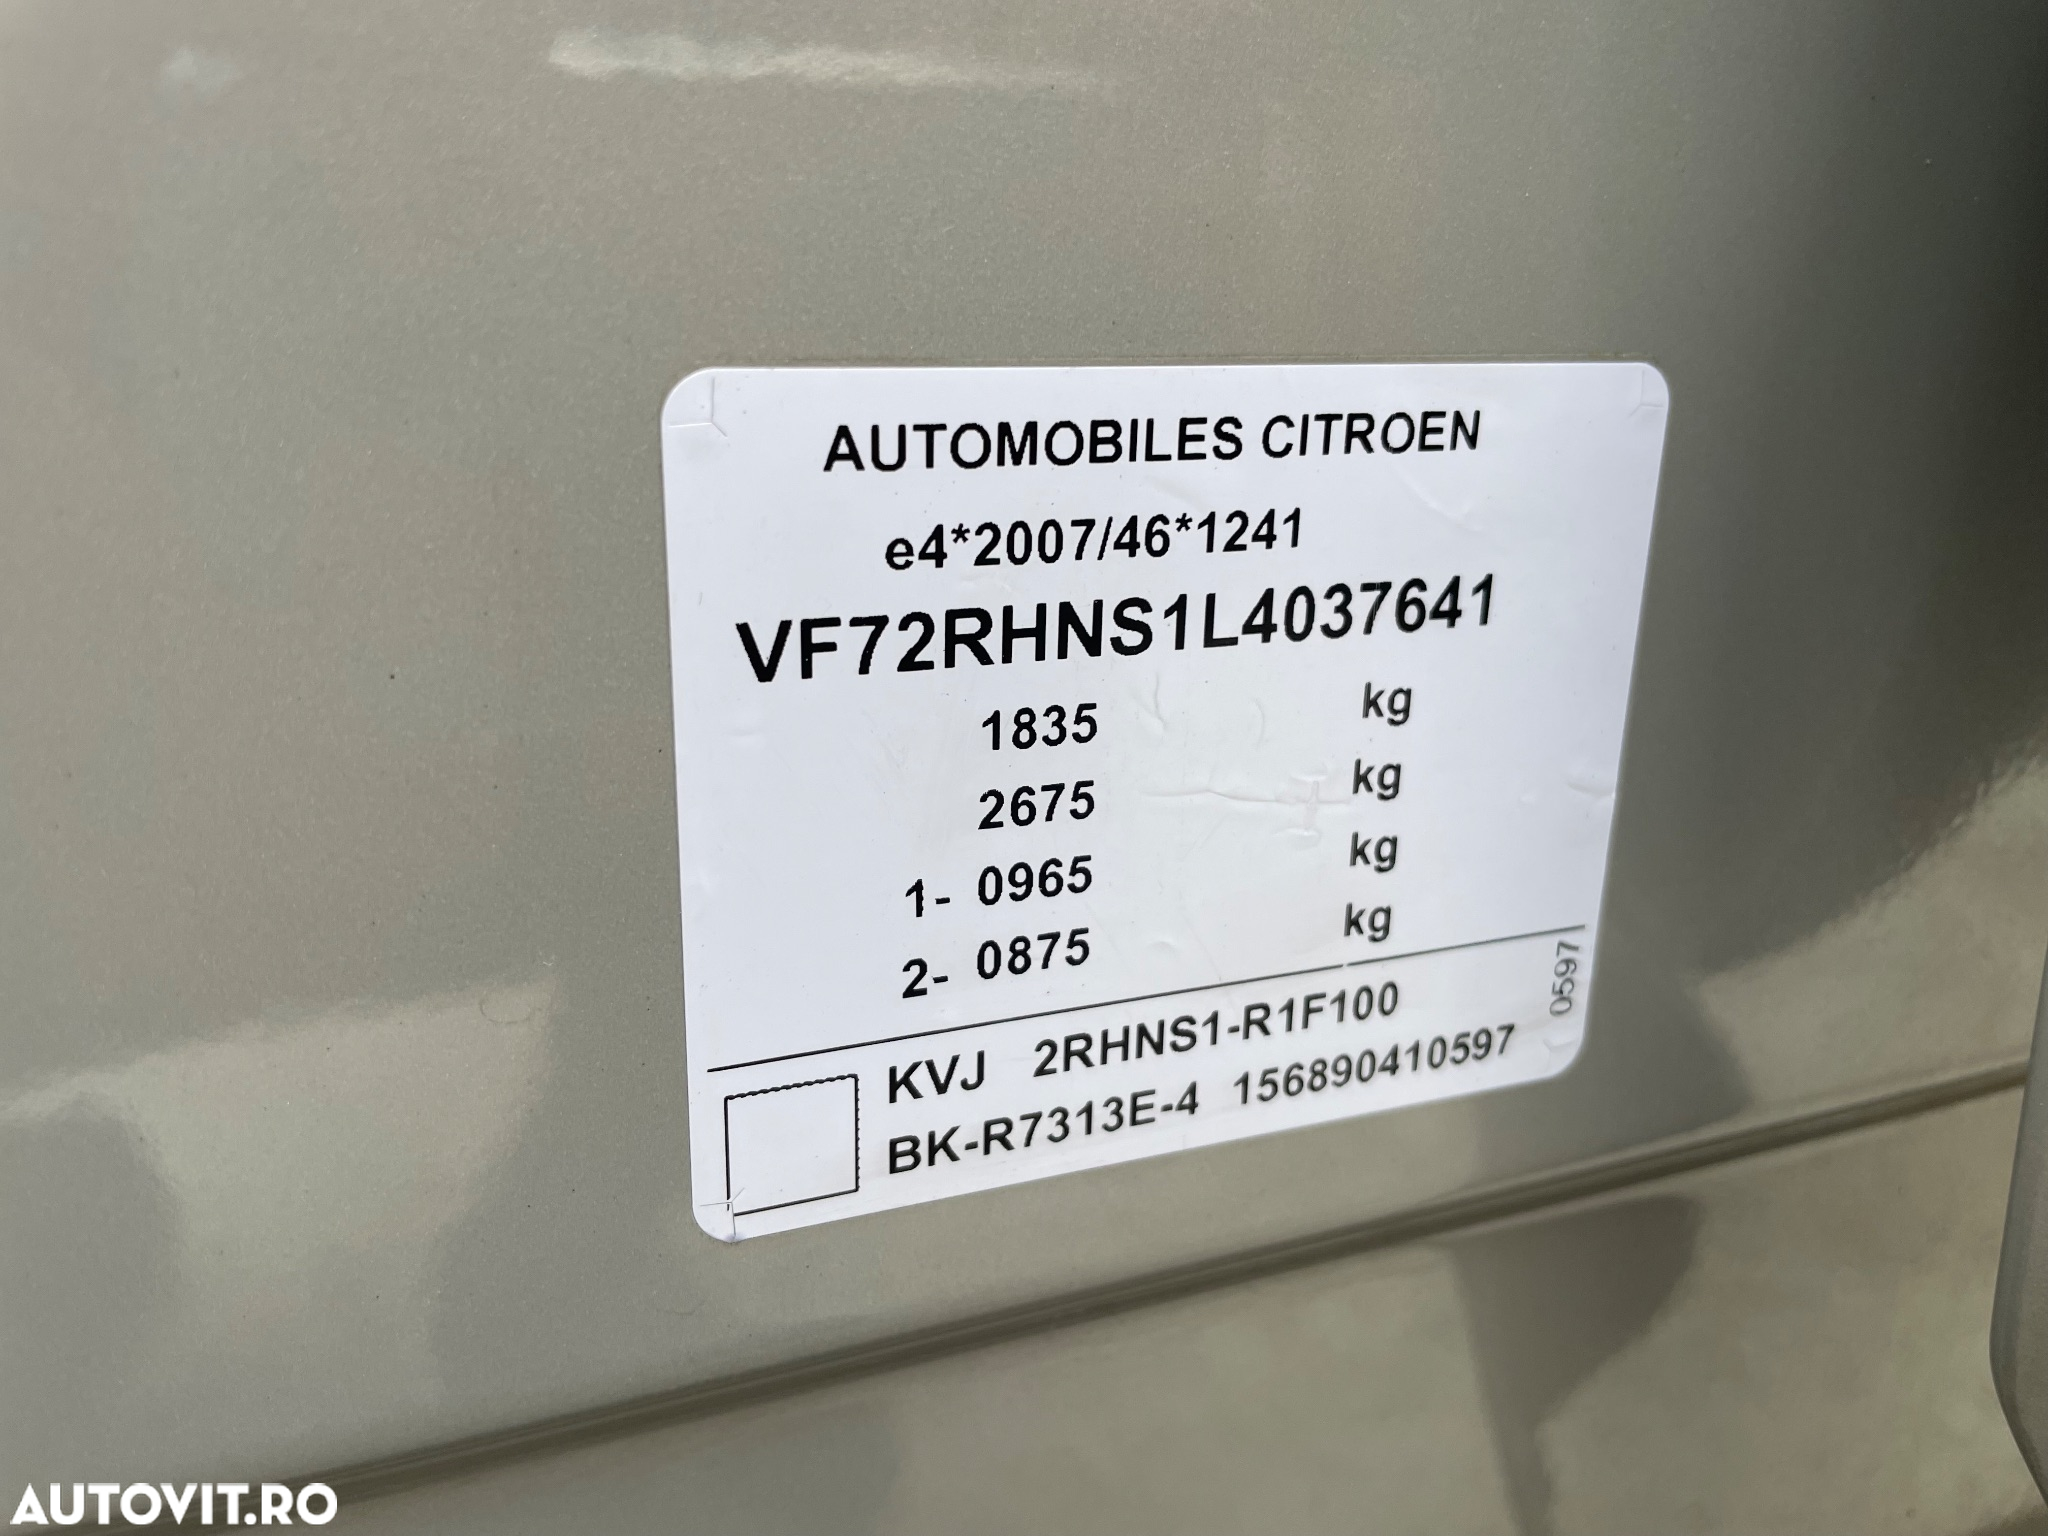 AUTOMOBILES CITROEN
e4*2007/46*1241
VF72RHNS1L4037641
1835 kg
2675 kg
1- 0965 kg
2- 0875 kg
KVJ 2RHNS1-R1F100
BK-R7313E-4 156890410597
0597
AUTOVIT.RO